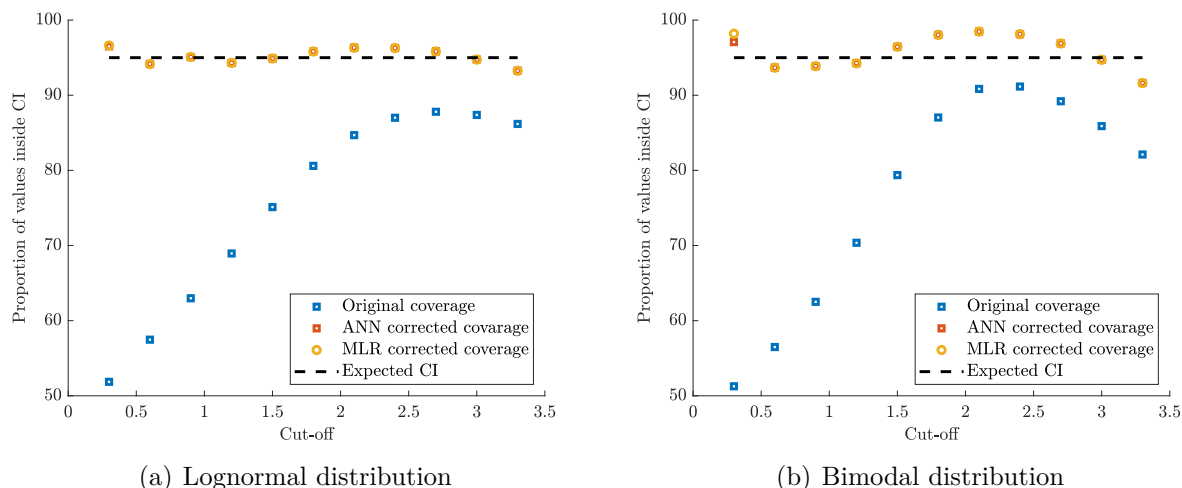 100
90
80
70
60
50
Proportion of values inside CI
0
0.5
1
1.5
2
2.5
3
3.5
Cut-off
Original coverage
ANN corrected covarage
MLR corrected coverage
Expected CI
(a) Lognormal distribution
100
90
80
70
60
50
Proportion of values inside CI
0
0.5
1
1.5
2
2.5
3
3.5
Cut-off
Original coverage
ANN corrected covarage
MLR corrected coverage
Expected CI
(b) Bimodal distribution